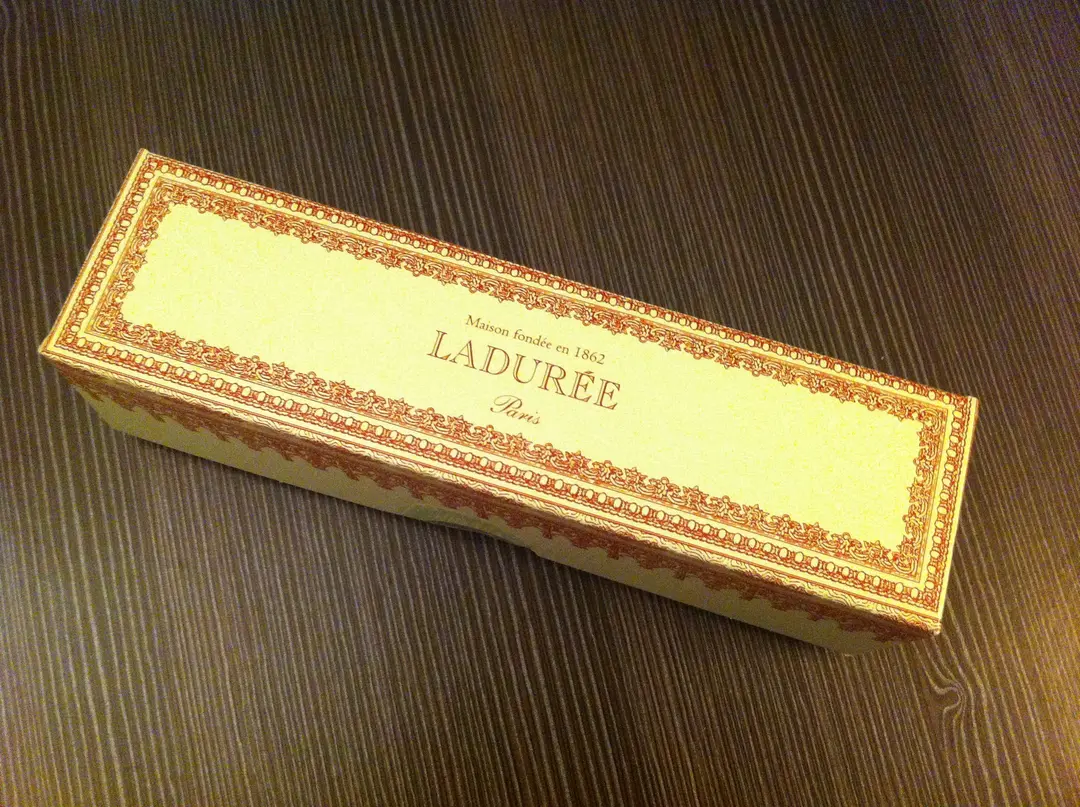 Maison fondée en 1862
LADURÉE
Paris